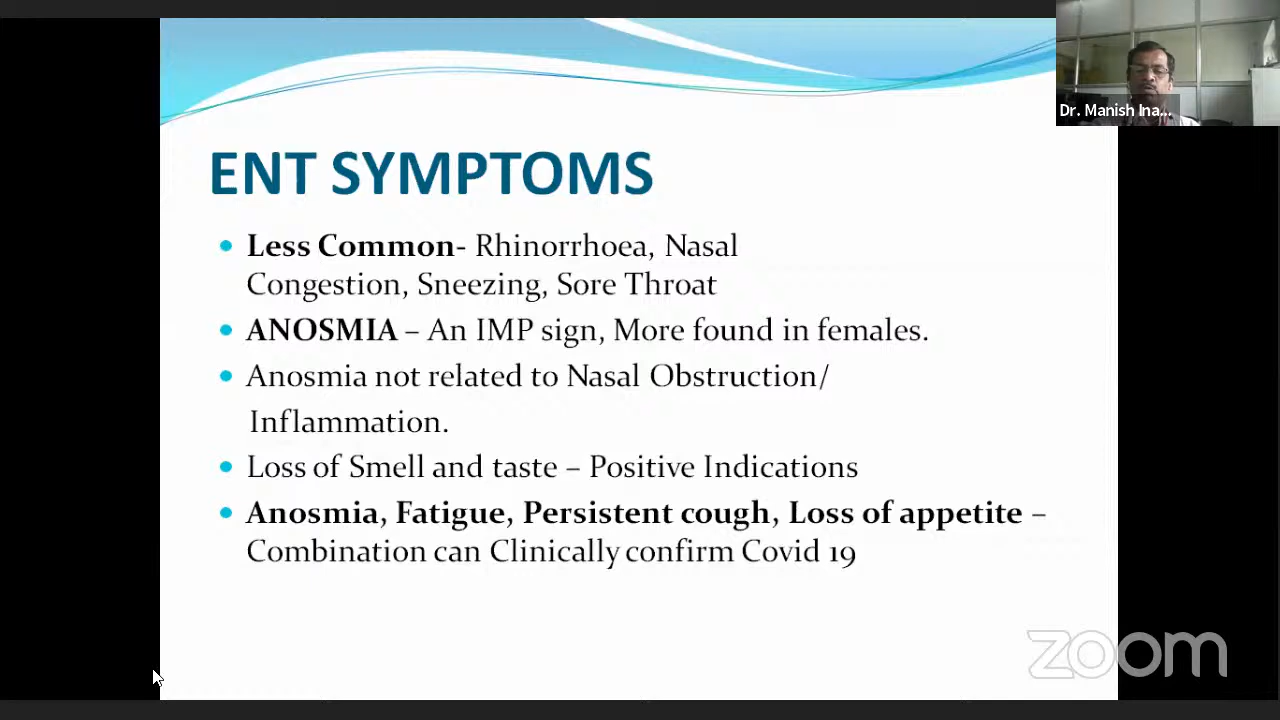 Dr. Manish Ina...
ENT SYMPTOMS
Less Common- Rhinorrhoea, Nasal
Congestion, Sneezing, Sore Throat
ANOSMIA – An IMP sign, More found in females.
Anosmia not related to Nasal Obstruction/
Inflammation.
Loss of Smell and taste – Positive Indications
Anosmia, Fatigue, Persistent cough, Loss of appetite –
Combination can Clinically confirm Covid 19
zoom